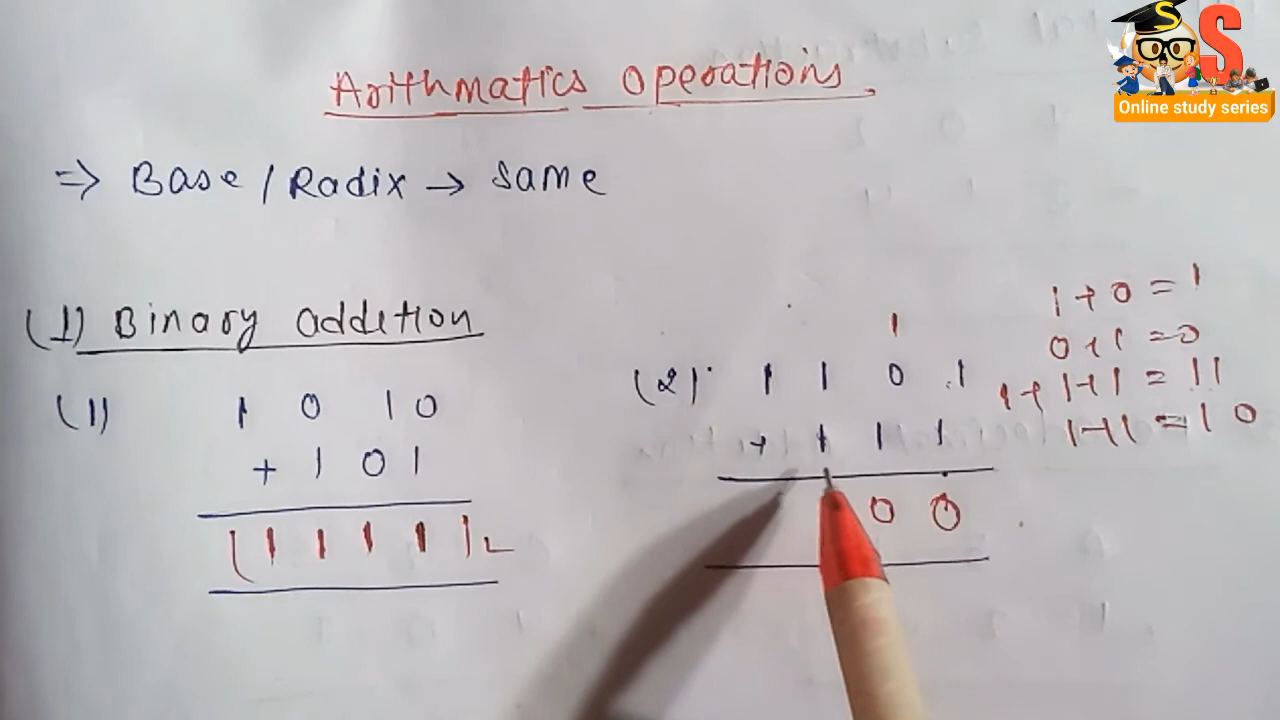 S
S
Online study series
Arithmatics Operations.
⇒ Base / Radix → Same
(1) Binary addition
(1) 1 0 1 0
+ 1 0 1
(1 1 1 1)2
1
(2) 1 1 0 1
+ 1 1 1
0 0
1 + 0 = 1
0 + 1 = 0
1 + 1 + 1 = 11
1 + 1 = 1 0